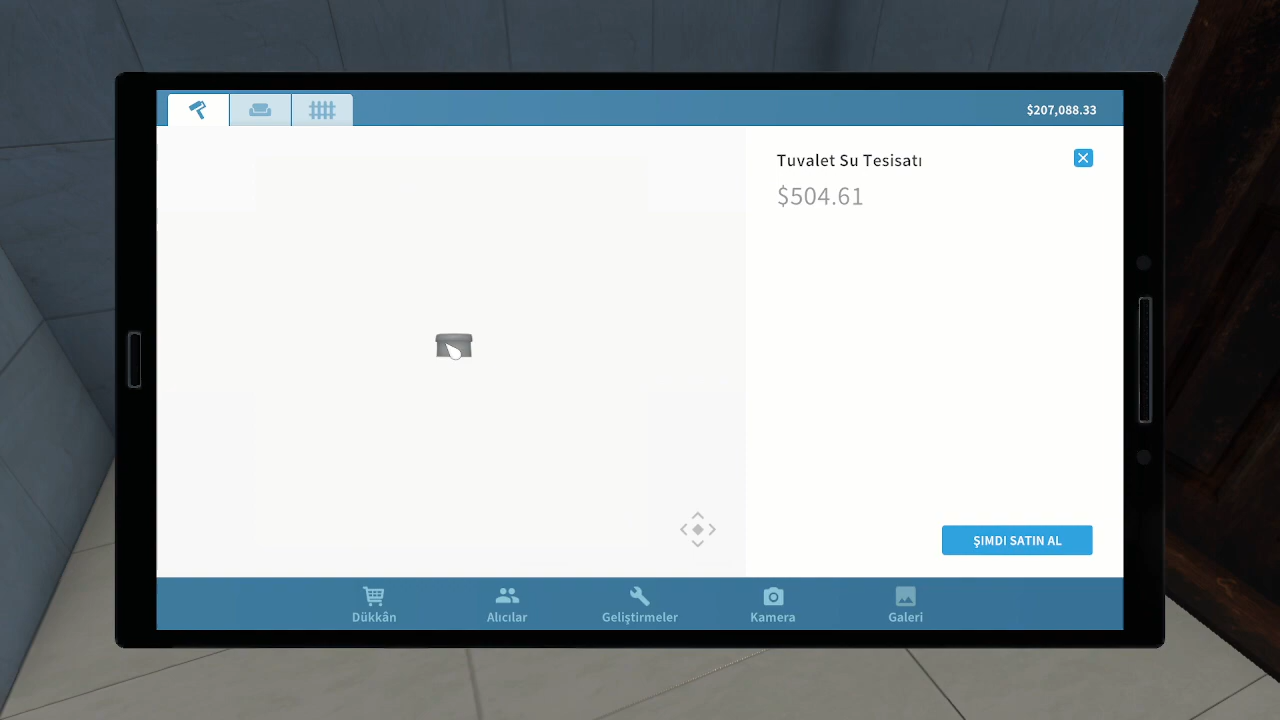 $207,088.33
Tuvalet Su Tesisatı
$504.61
ŞIMDI SATIN AL
Dükkân
Alıcılar
Geliştirmeler
Kamera
Galeri